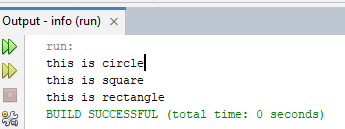 Output - info (run)
run:
this is circle
this is square
this is rectangle
BUILD SUCCESSFUL (total time: 0 seconds)